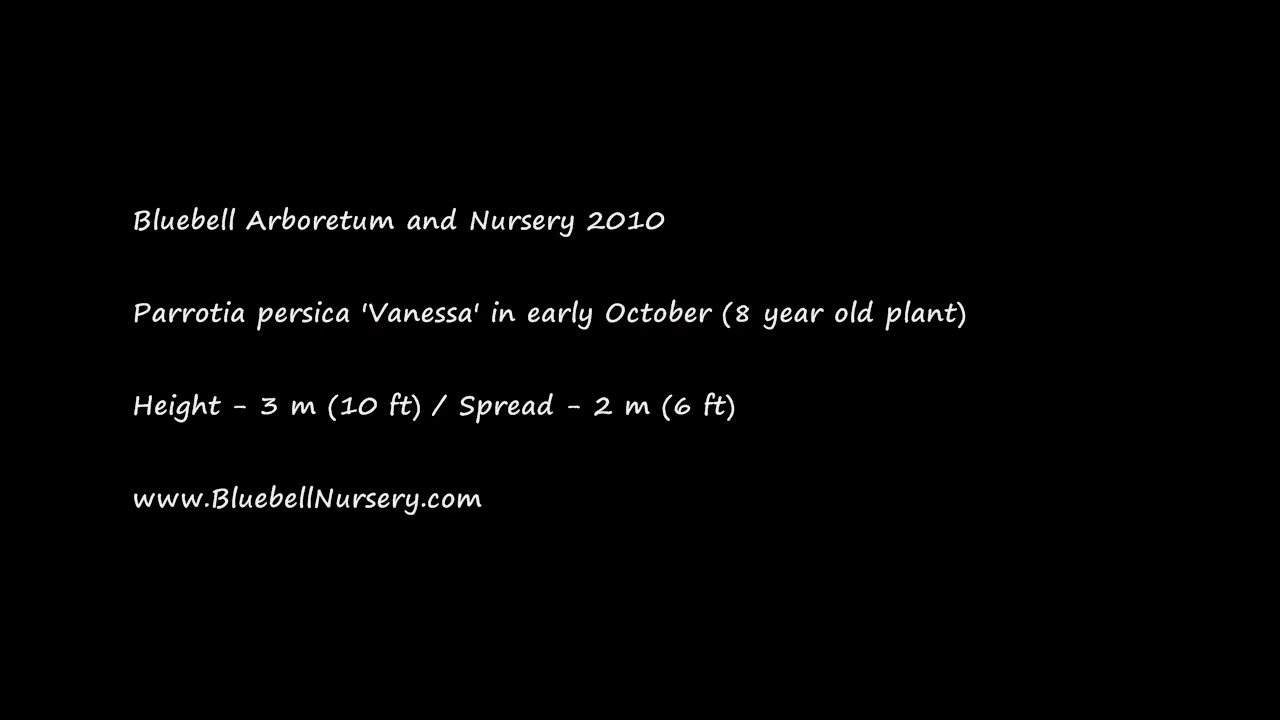 Bluebell Arboretum and Nursery 2010
Parrotia persica 'Vanessa' in early October (8 year old plant)
Height - 3 m (10 ft) / Spread - 2 m (6 ft)
www.BluebellNursery.com